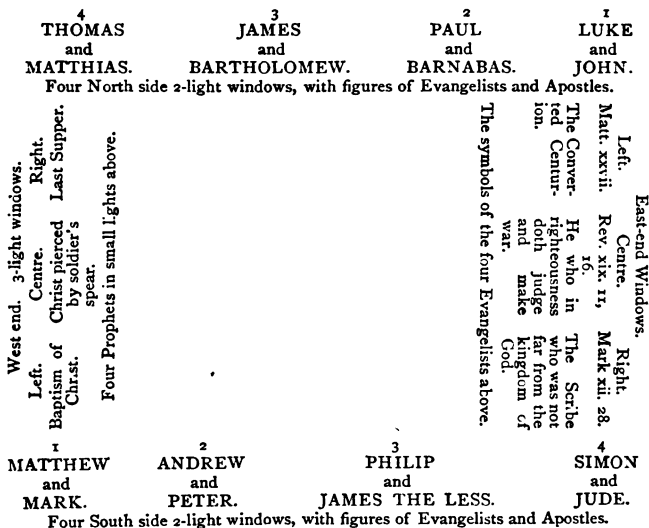 4 3 2 1
THOMAS JAMES PAUL LUKE
and and and and
MATTHIAS. BARTHOLOMEW. BARNABAS. JOHN.
Four North side 2-light windows, with figures of Evangelists and Apostles.
West end. 3-light windows.
Left. Centre. Right.
Baptism of Christ pierced Last Supper.
Christ. by soldier's
spear.
Four Prophets in small lights above.
East-end Windows.
Left. Centre. Right.
Matt. xxvii. Rev. xix. 11, Mark xii. 28.
16.
The Conver- He who in The Scribe
ted Centur- righteousness who was not
ion. doth judge far from the
and make kingdom of
war. God.
The symbols of the four Evangelists above.
1 2 3 4
MATTHEW ANDREW PHILIP SIMON
and and and and
MARK. PETER. JAMES THE LESS. JUDE.
Four South side 2-light windows, with figures of Evangelists and Apostles.